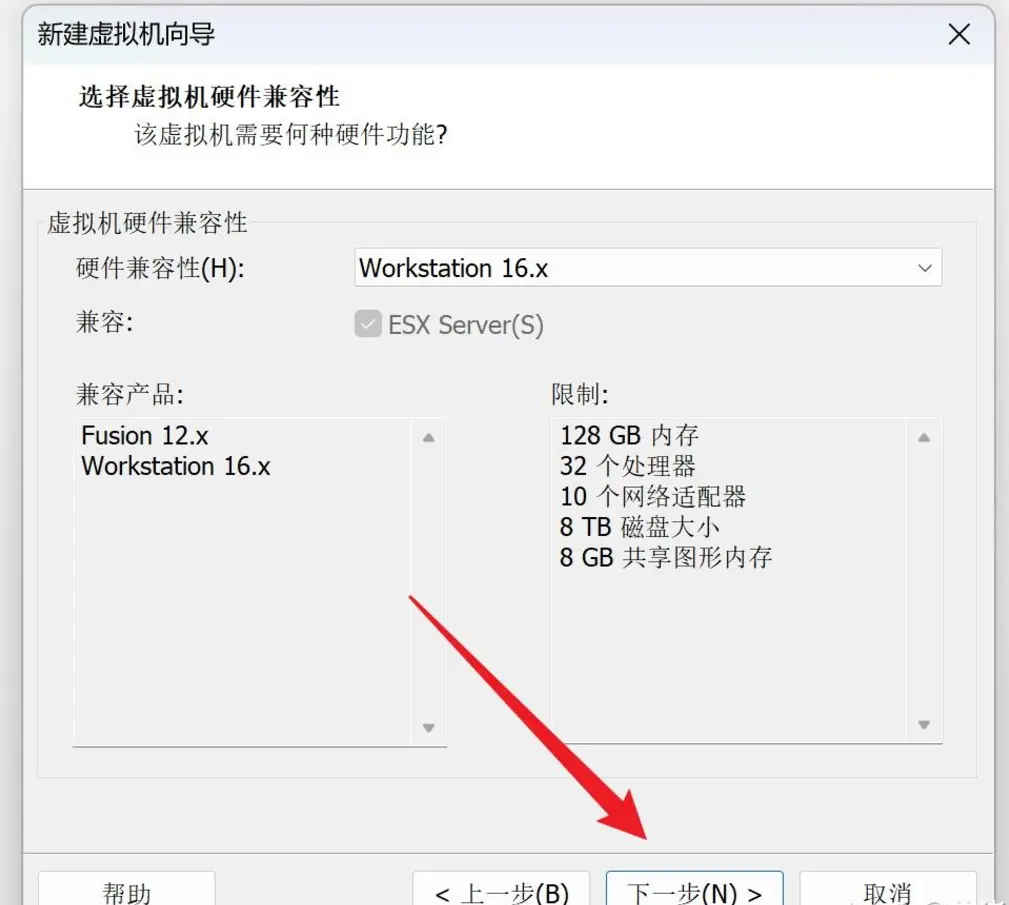 新建虚拟机向导
选择虚拟机硬件兼容性
该虚拟机需要何种硬件功能?
虚拟机硬件兼容性
硬件兼容性(H):
Workstation 16.x
兼容:
ESX Server(S)
兼容产品:
Fusion 12.x
Workstation 16.x
限制:
128 GB 内存
32 个处理器
10 个网络适配器
8 TB 磁盘大小
8 GB 共享图形内存
帮助
< 上一步(B)
下一步(N) >
取消